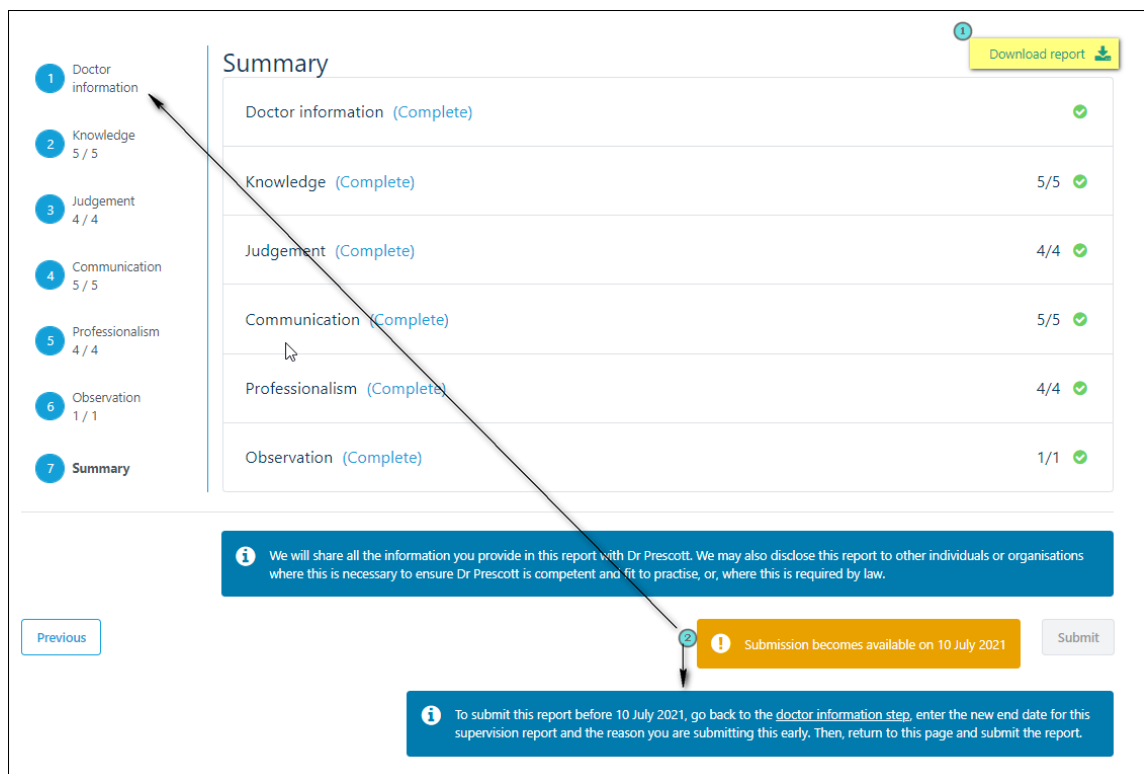 1
Download report
Summary
1
Doctor
information
2
Knowledge
5 / 5
3
Judgement
4 / 4
4
Communication
5 / 5
5
Professionalism
4 / 4
6
Observation
1 / 1
7
Summary
Doctor information (Complete)
Knowledge (Complete) 5/5
Judgement (Complete) 4/4
Communication (Complete) 5/5
Professionalism (Complete) 4/4
Observation (Complete) 1/1
We will share all the information you provide in this report with Dr Prescott. We may also disclose this report to other individuals or organisations
where this is necessary to ensure Dr Prescott is competent and fit to practise, or, where this is required by law.
Previous
2
Submission becomes available on 10 July 2021
Submit
To submit this report before 10 July 2021, go back to the doctor information step, enter the new end date for this
supervision report and the reason you are submitting this early. Then, return to this page and submit the report.